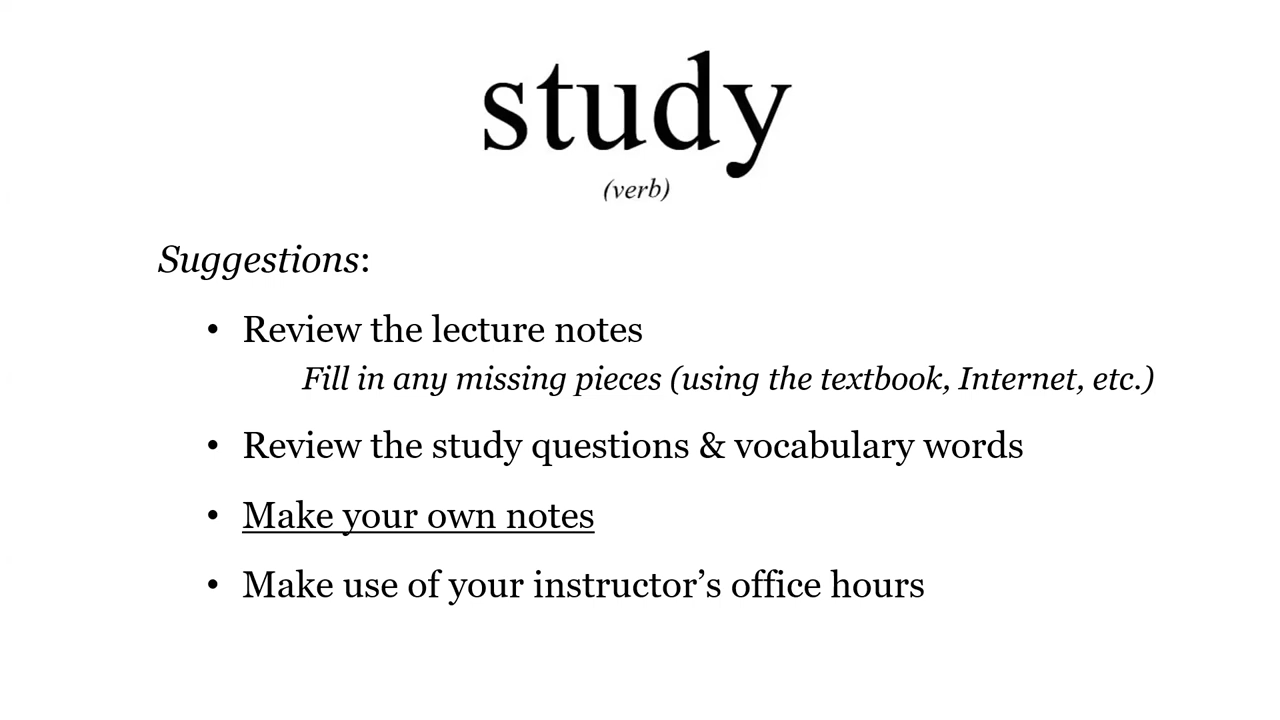 study
(verb)
Suggestions:
• Review the lecture notes
Fill in any missing pieces (using the textbook, Internet, etc.)
• Review the study questions & vocabulary words
• Make your own notes
• Make use of your instructor’s office hours